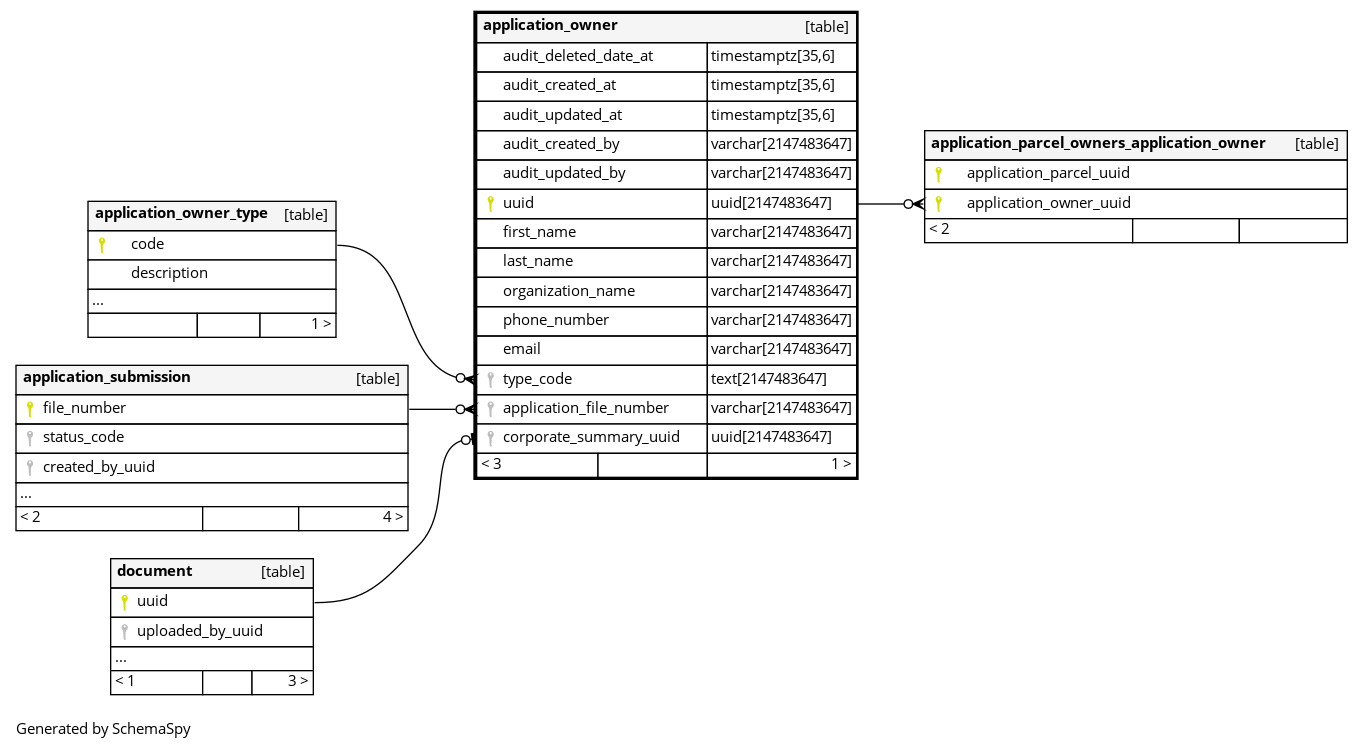 application_owner [table]
audit_deleted_date_at timestamptz[35,6]
audit_created_at timestamptz[35,6]
audit_updated_at timestamptz[35,6]
audit_created_by varchar[2147483647]
audit_updated_by varchar[2147483647]
uuid uuid[2147483647]
first_name varchar[2147483647]
last_name varchar[2147483647]
organization_name varchar[2147483647]
phone_number varchar[2147483647]
email varchar[2147483647]
type_code text[2147483647]
application_file_number varchar[2147483647]
corporate_summary_uuid uuid[2147483647]
< 3 1 >
application_parcel_owners_application_owner [table]
application_parcel_uuid
application_owner_uuid
< 2
application_owner_type [table]
code
description
...
1 >
application_submission [table]
file_number
status_code
created_by_uuid
...
< 2 4 >
document [table]
uuid
uploaded_by_uuid
...
< 1 3 >
Generated by SchemaSpy